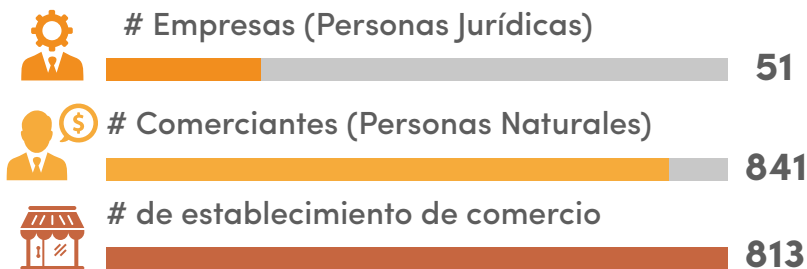 # Empresas (Personas Jurídicas)
51
$
# Comerciantes (Personas Naturales)
841
# de establecimiento de comercio
813